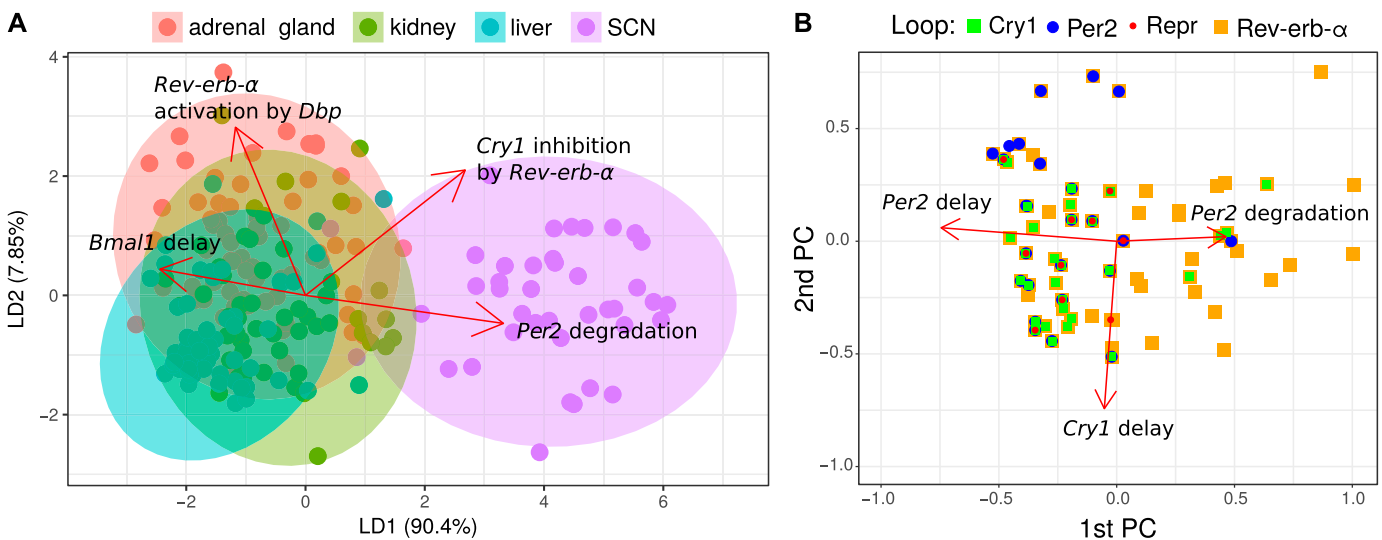 A
adrenal gland kidney liver SCN
4
2
0
−2
LD2 (7.85%)
−2 0 2 4 6
LD1 (90.4%)
Rev-erb-α
activation by Dbp
Cry1 inhibition
by Rev-erb-α
Bmal1 delay
Per2 degradation
B
Loop: Cry1 Per2 Repr Rev-erb-α
0.5
0.0
−0.5
−1.0
2nd PC
−1.0 −0.5 0.0 0.5 1.0
1st PC
Per2 delay
Per2 degradation
Cry1 delay